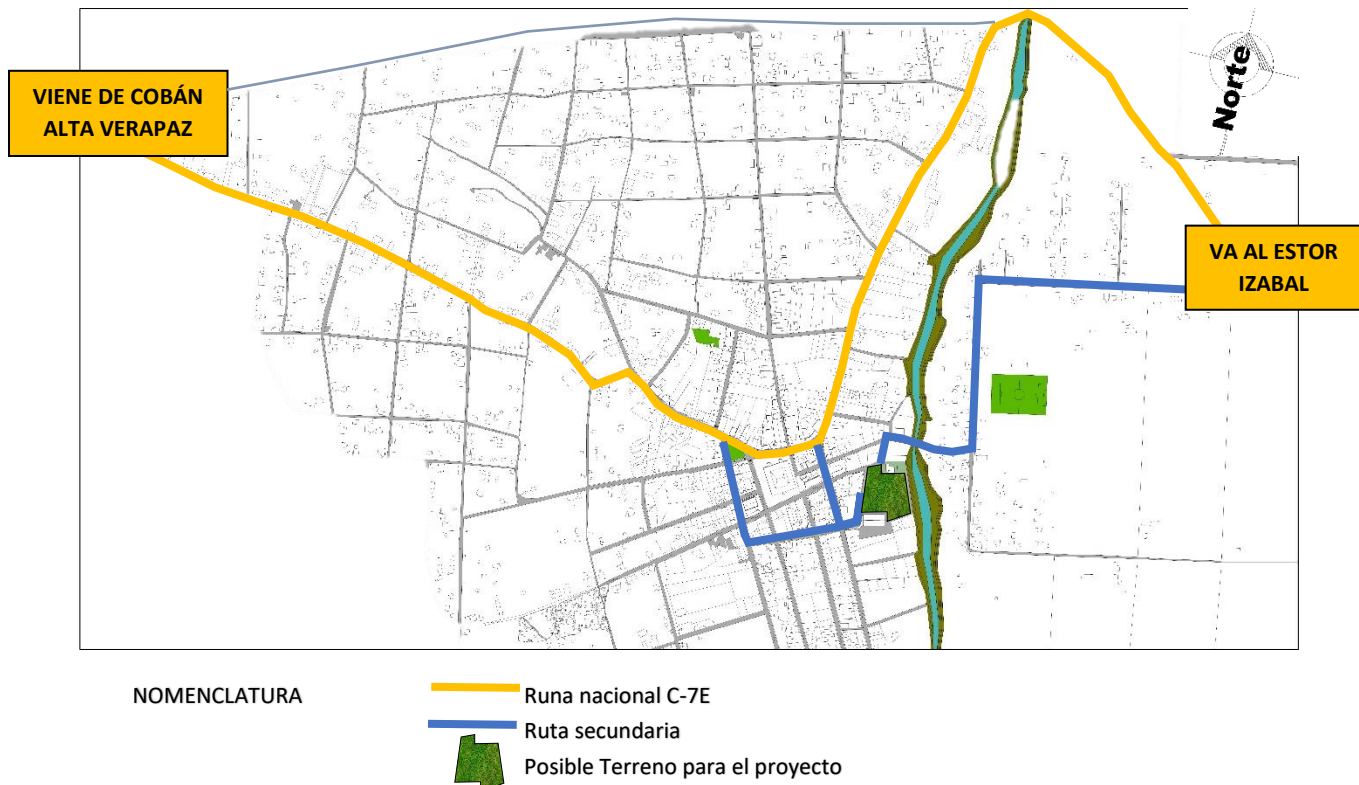 VIENE DE COBÁN
ALTA VERAPAZ
Norte
VA AL ESTOR
IZABAL
NOMENCLATURA
Runa nacional C-7E
Ruta secundaria
Posible Terreno para el proyecto